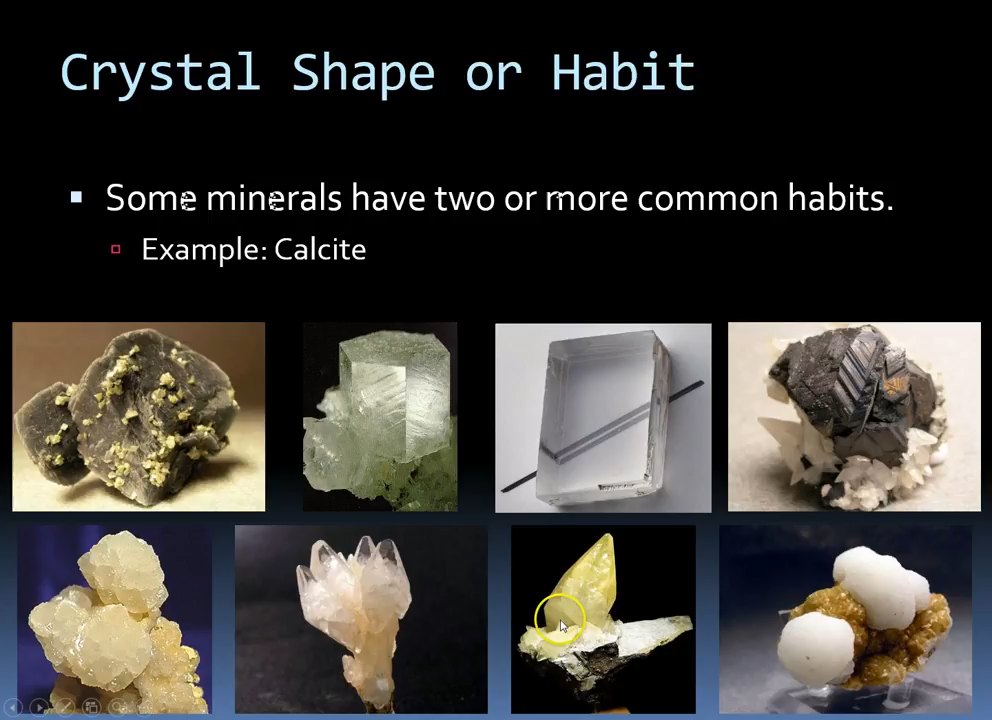 Crystal Shape or Habit
Some minerals have two or more common habits.
Example: Calcite